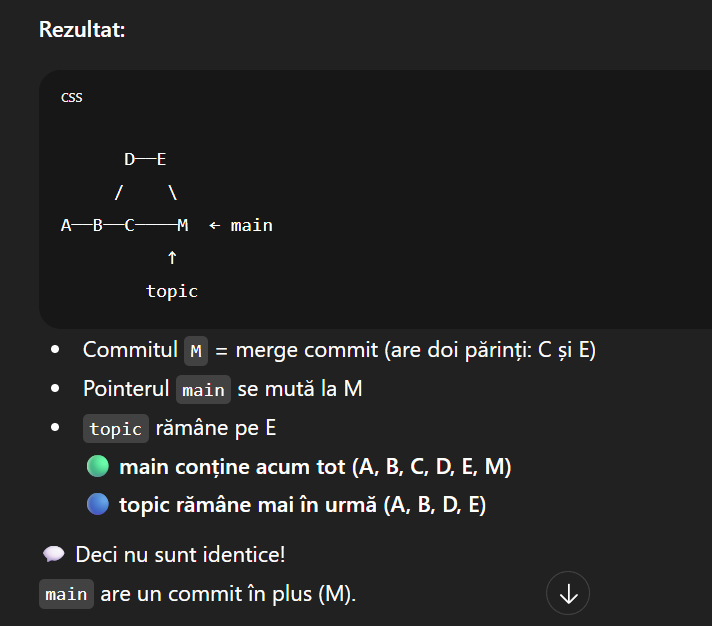 Rezultat:
css
D──E
/ \
A──B──C────M ← main
↑
topic
• Commitul M = merge commit (are doi părinți: C și E)
• Pointerul main se mută la M
• topic rămâne pe E
🟢 main conține acum tot (A, B, C, D, E, M)
🔵 topic rămâne mai în urmă (A, B, D, E)
💬 Deci nu sunt identice!
main are un commit în plus (M).